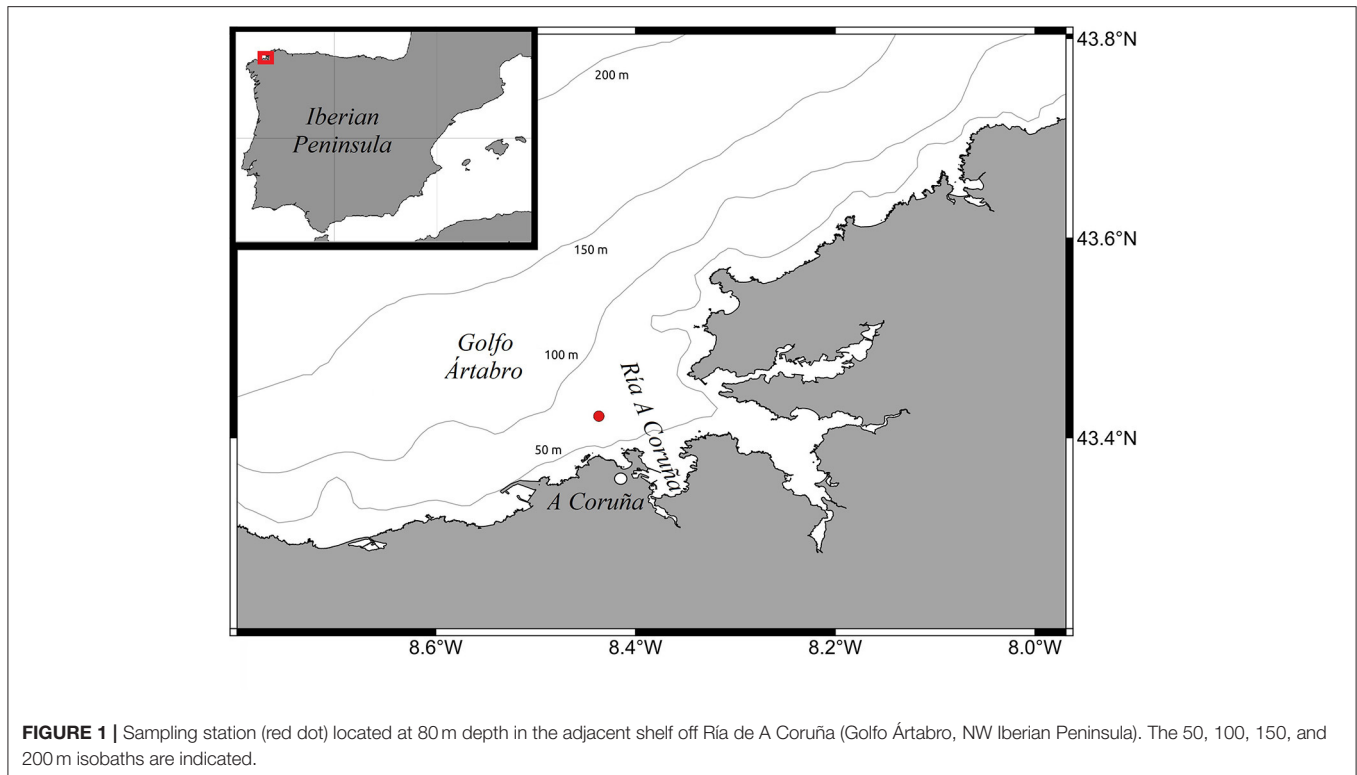 43.8°N
200 m
Iberian
Peninsula
43.6°N
150 m
Golfo
Ártabro
100 m
Ría A Coruña
43.4°N
50 m
A Coruña
8.6°W
8.4°W
8.2°W
8.0°W
FIGURE 1 | Sampling station (red dot) located at 80 m depth in the adjacent shelf off Ría de A Coruña (Golfo Ártabro, NW Iberian Peninsula). The 50, 100, 150, and
200 m isobaths are indicated.